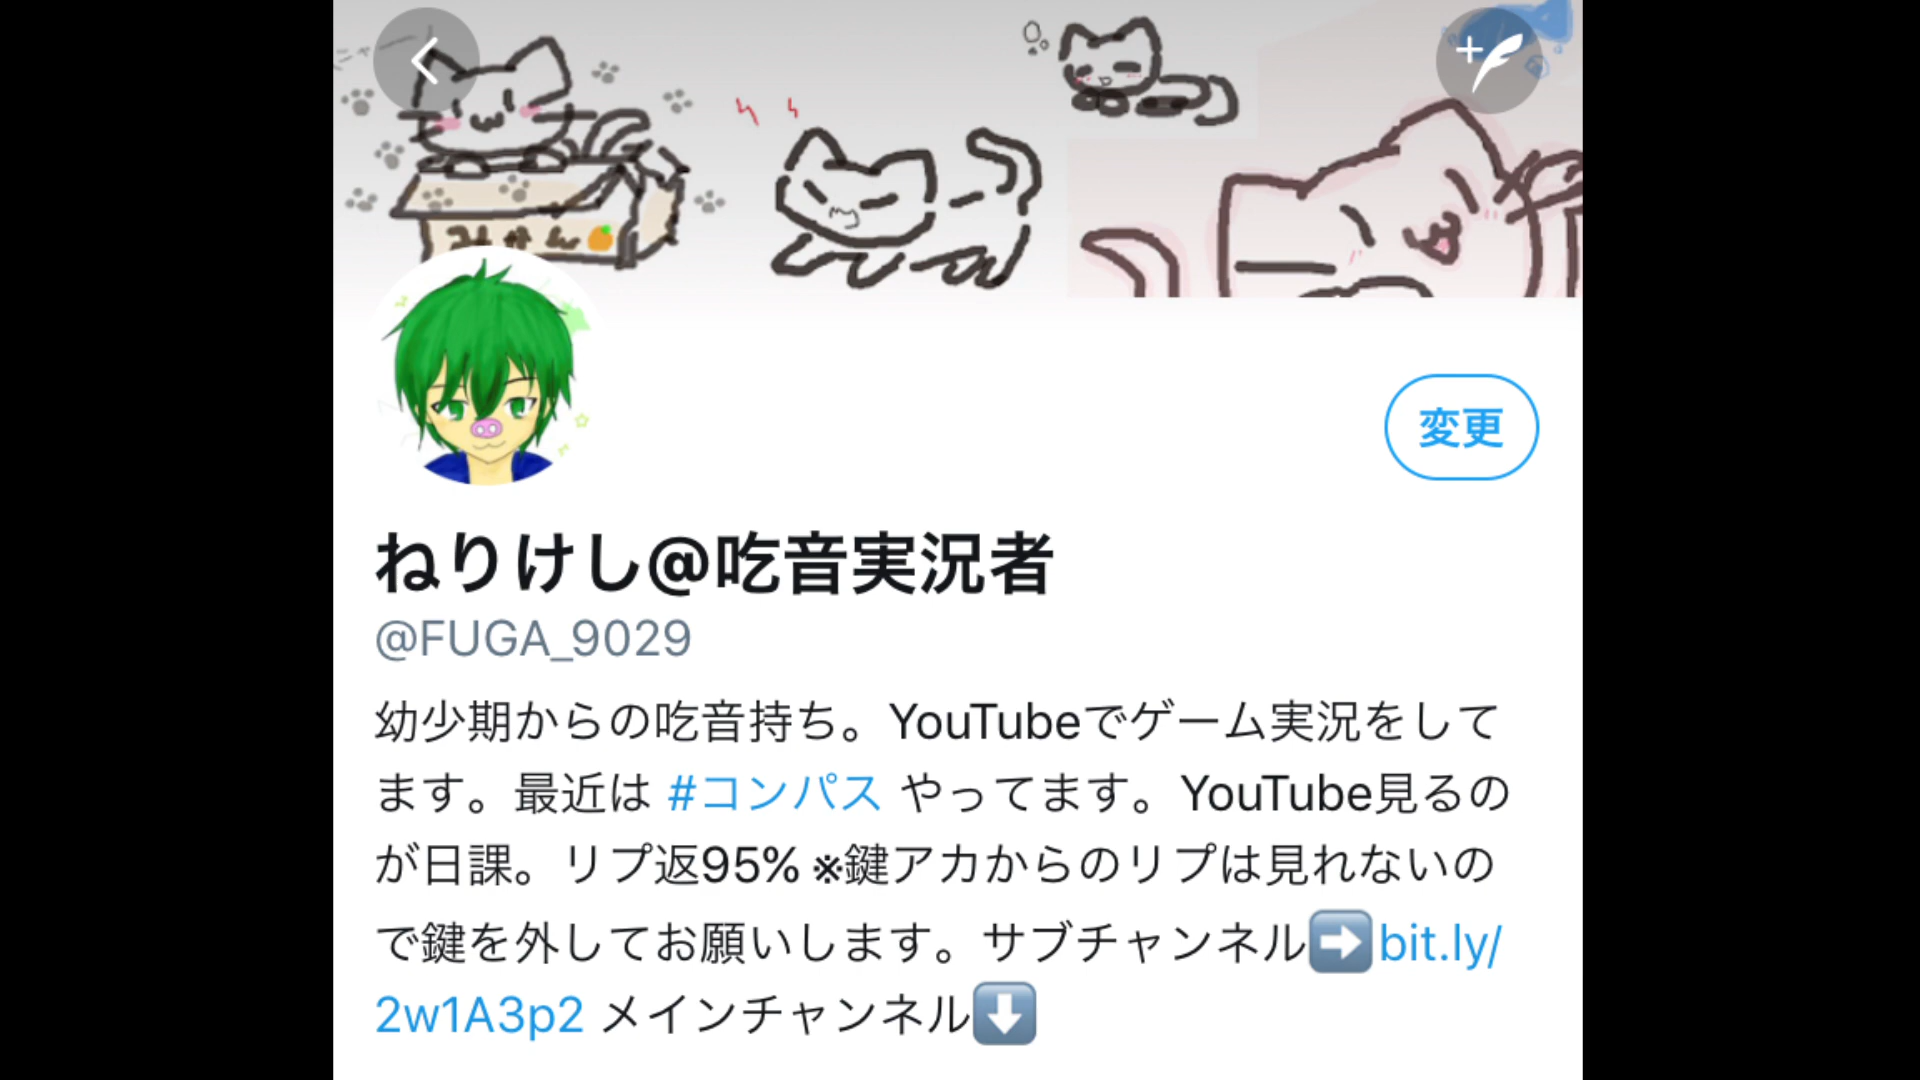 みかん
変更
ねりけし@吃音実況者
@FUGA_9029
幼少期からの吃音持ち。YouTubeでゲーム実況をして
ます。最近は #コンパス やってます。YouTube見るの
が日課。リプ返95% ※鍵アカからのリプは見れないの
で鍵を外してお願いします。サブチャンネル➡️bit.ly/
2w1A3p2 メインチャンネル⬇️